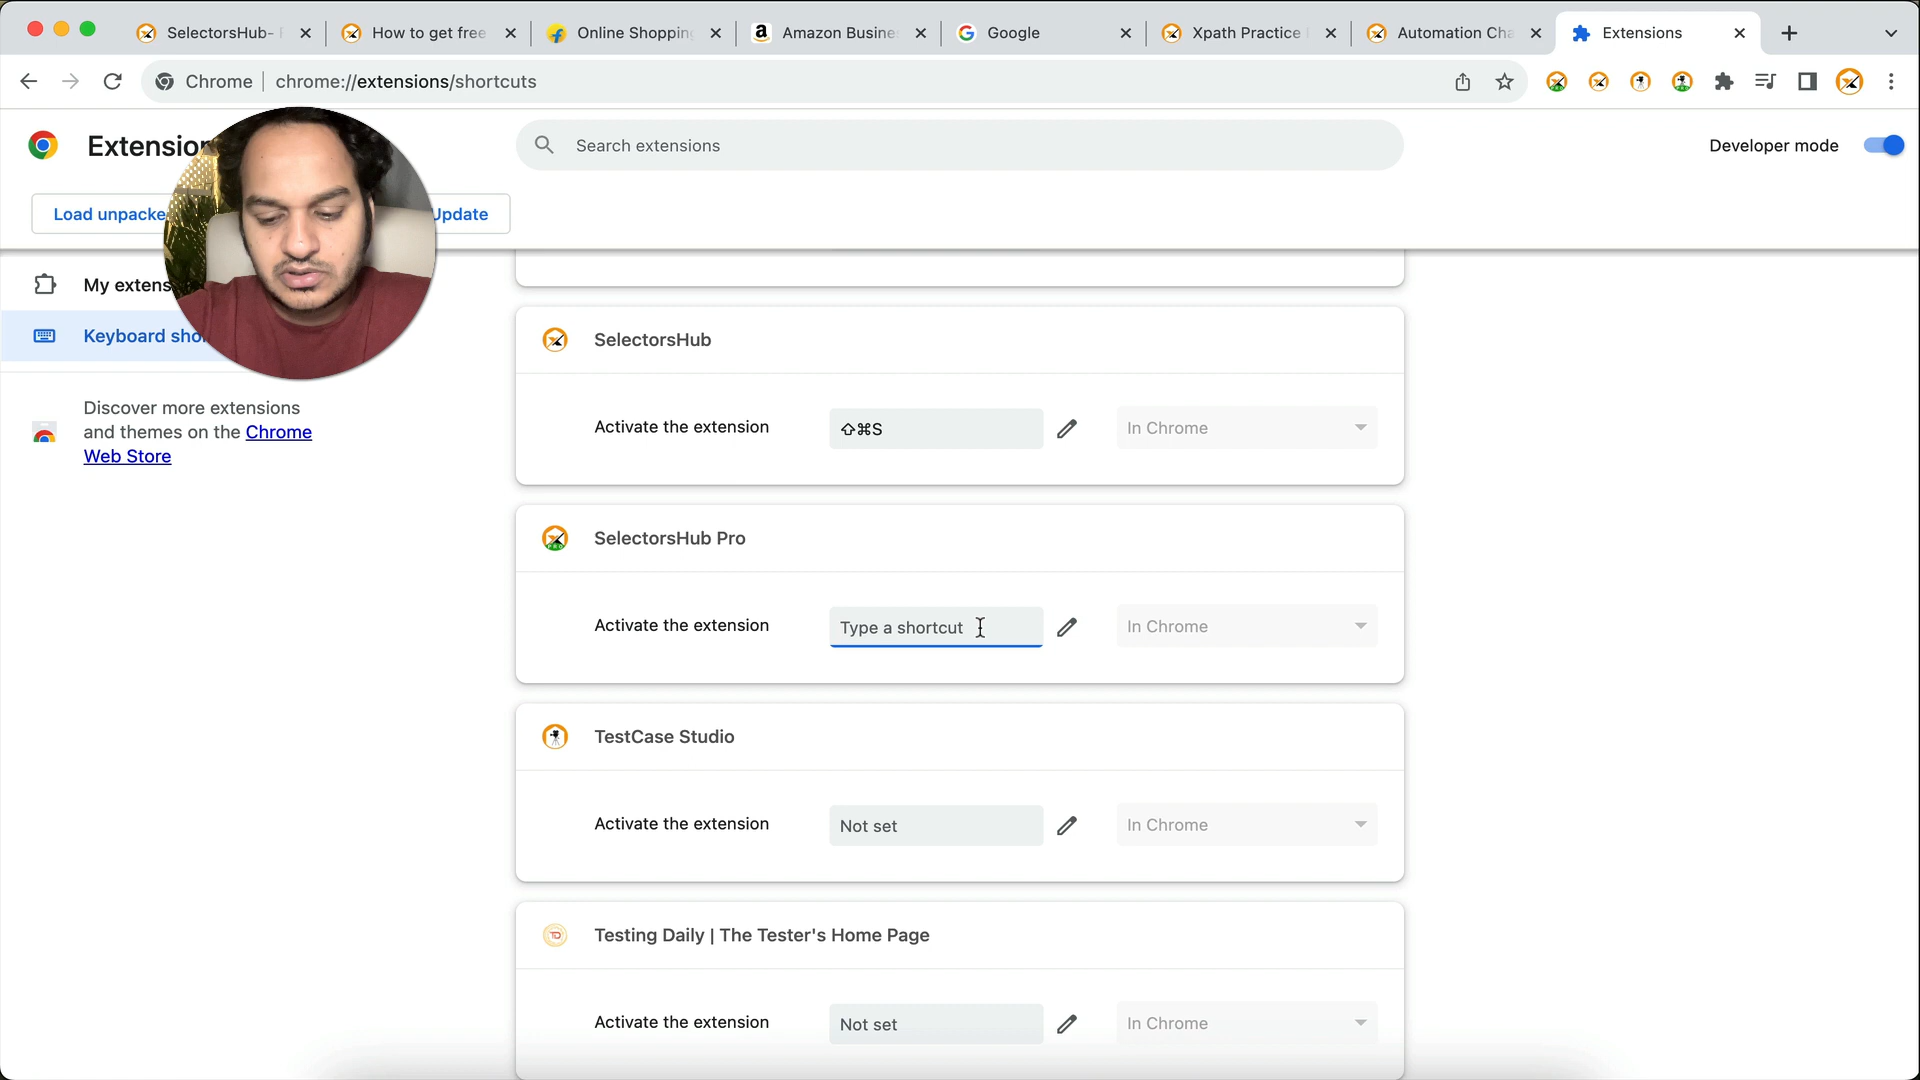 SelectorsHub-
How to get free
Online Shopping
Amazon Busine
Google
Xpath Practice
Automation Cha
Extensions
Chrome
chrome://extensions/shortcuts
Extension
Search extensions
Developer mode
Load unpacke
Update
My extens
Keyboard shor
Discover more extensions
and themes on the Chrome
Web Store
SelectorsHub
Activate the extension
⇧⌘S
In Chrome
SelectorsHub Pro
Activate the extension
Type a shortcut
In Chrome
TestCase Studio
Activate the extension
Not set
In Chrome
Testing Daily | The Tester's Home Page
Activate the extension
Not set
In Chrome